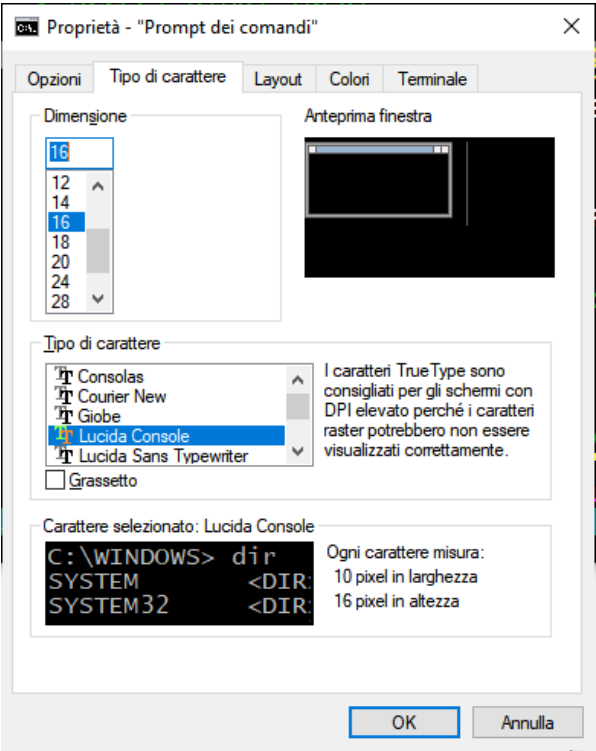 Proprietà - "Prompt dei comandi"
Opzioni
Tipo di carattere
Layout
Colori
Terminale
Dimensione
16
12
14
16
18
20
24
28
Anteprima finestra
Tipo di carattere
Consolas
Courier New
Giobe
Lucida Console
Lucida Sans Typewriter
Grassetto
I caratteri TrueType sono
consigliati per gli schermi con
DPI elevato perché i caratteri
raster potrebbero non essere
visualizzati correttamente.
Carattere selezionato: Lucida Console
C:\WINDOWS> dir
SYSTEM <DIR
SYSTEM32 <DIR
Ogni carattere misura:
10 pixel in larghezza
16 pixel in altezza
OK
Annulla